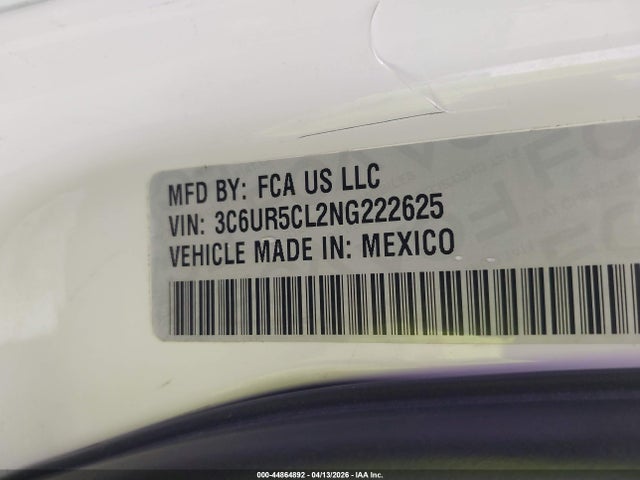 MFD BY: FCA US LLC
VIN: 3C6UR5CL2NG222625
VEHICLE MADE IN: MEXICO
000-44864892 - 04/13/2026 - IAA Inc.